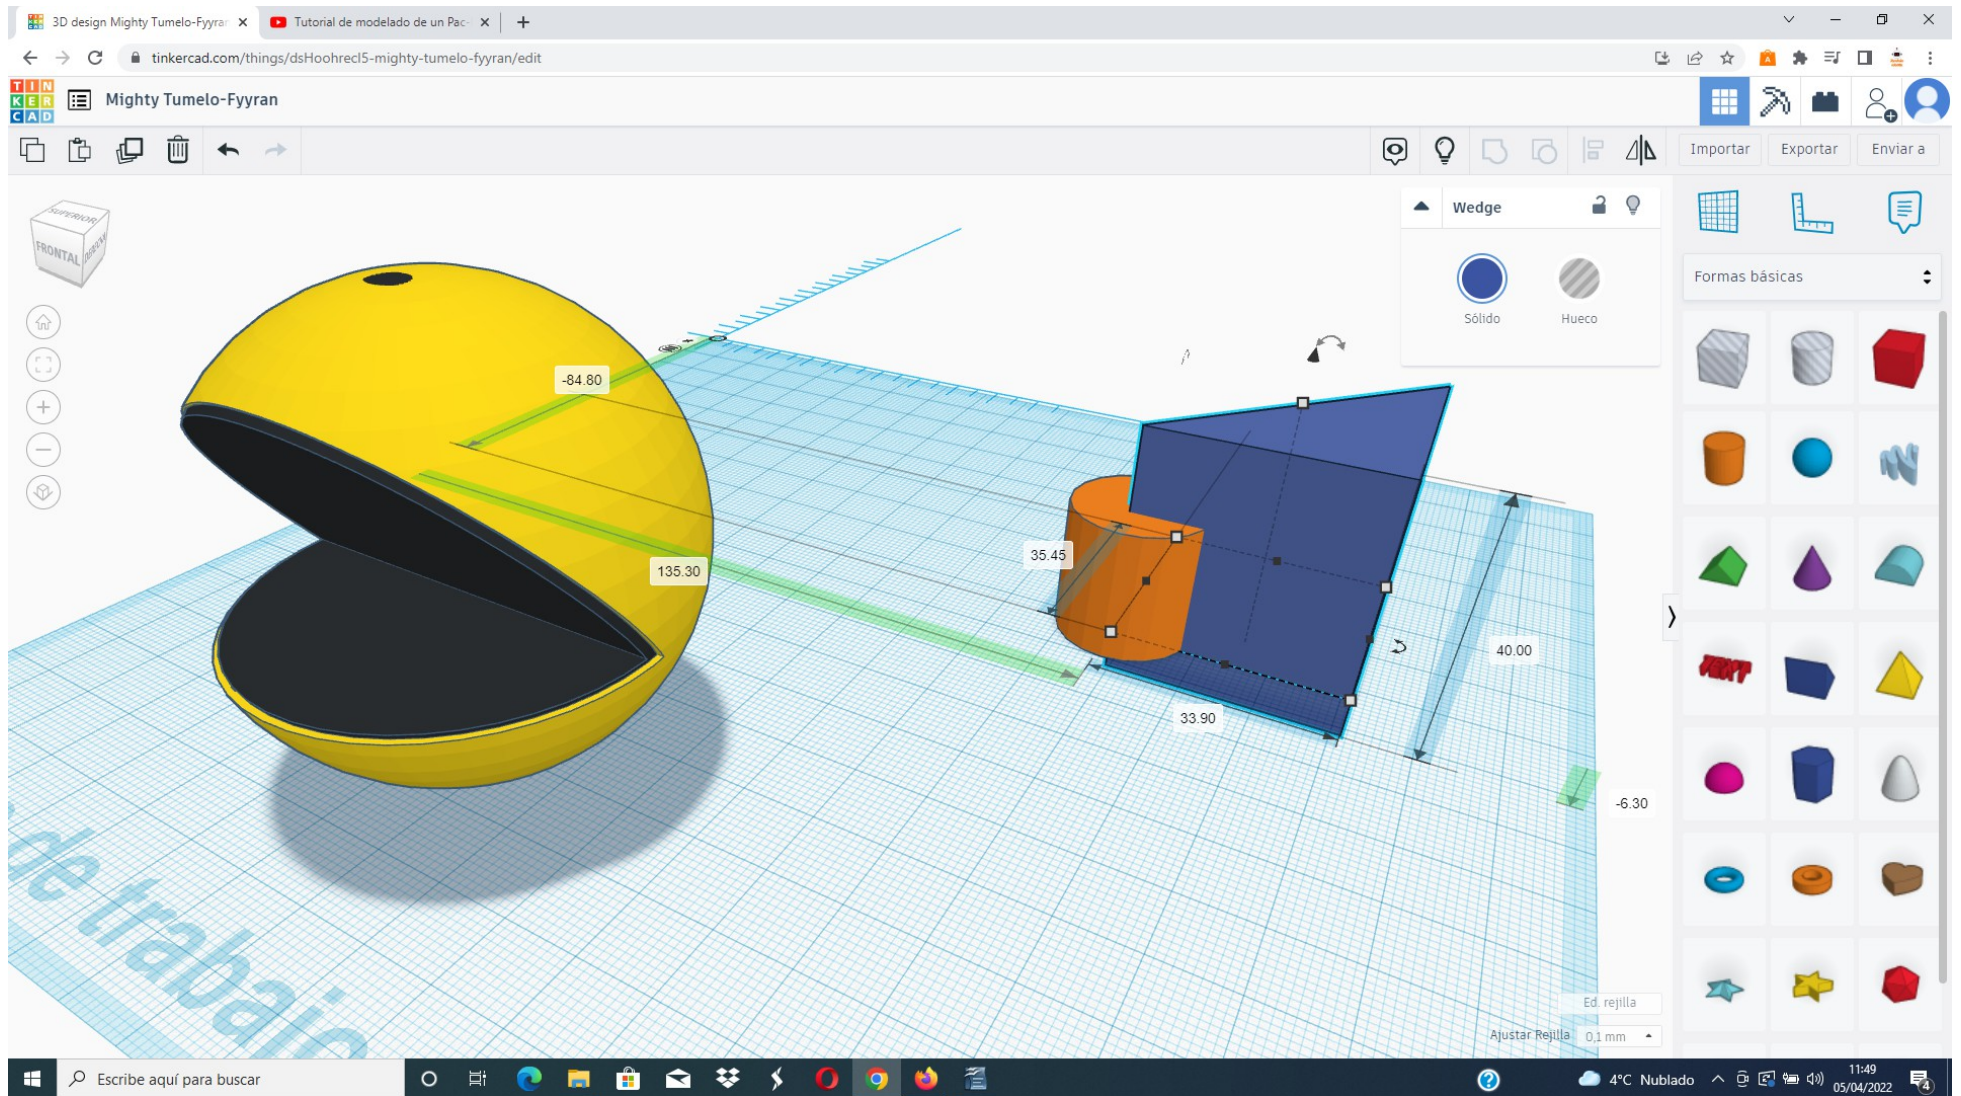 3D design Mighty Tumelo-Fyyran
Tutorial de modelado de un Pac-
tinkercad.com/things/dsHoohrecl5-mighty-tumelo-fyyran/edit
TIN
KER
CAD
Mighty Tumelo-Fyyran
Importar
Exportar
Enviar a
SUPERIOR
FRONTAL
DERECHA
Wedge
Sólido
Hueco
Formas básicas
-84.80
135.30
35.45
33.90
40.00
-6.30
TEXT
de trabajo
Ed. rejilla
Ajustar Rejilla 0,1 mm
Escribe aquí para buscar
4°C Nublado
11:49
05/04/2022
4